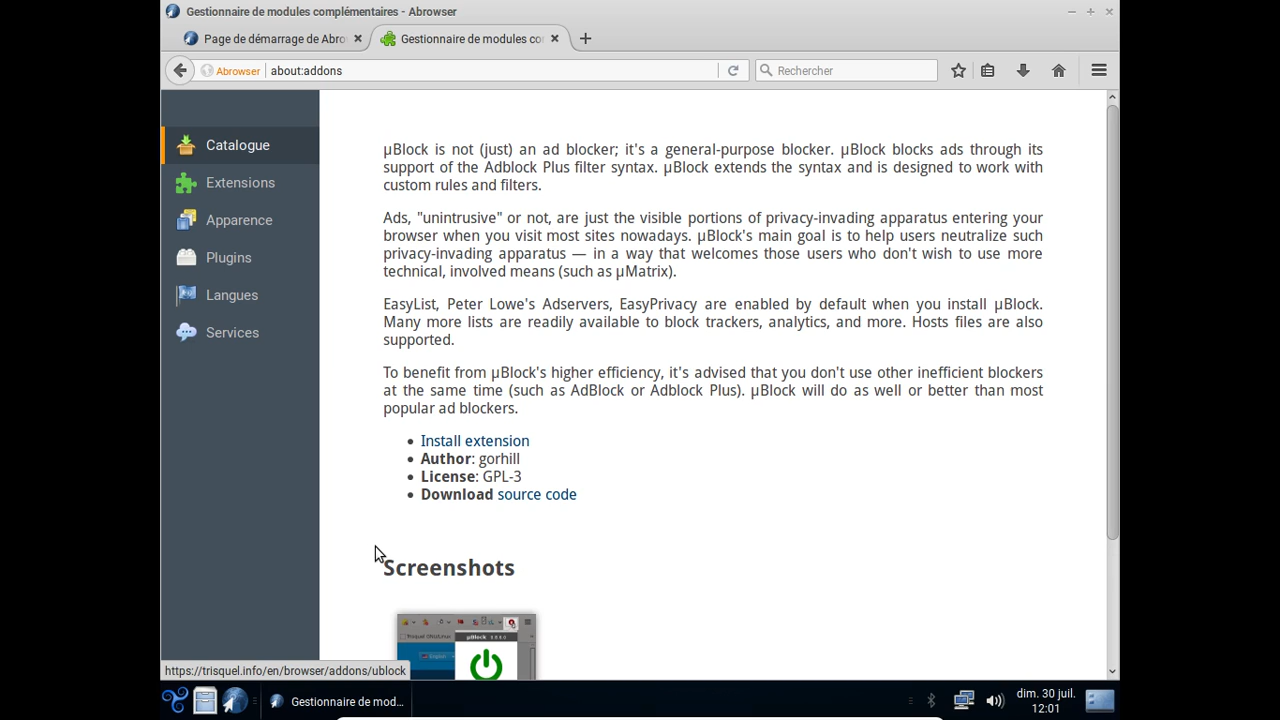 Gestionnaire de modules complémentaires - Abrowser
Page de démarrage de Abro
Gestionnaire de modules co
Abrowser
about:addons
Rechercher
Catalogue
Extensions
Apparence
Plugins
Langues
Services
µBlock is not (just) an ad blocker; it's a general-purpose blocker. µBlock blocks ads through its
support of the Adblock Plus filter syntax. µBlock extends the syntax and is designed to work with
custom rules and filters.
Ads, "unintrusive" or not, are just the visible portions of privacy-invading apparatus entering your
browser when you visit most sites nowadays. µBlock's main goal is to help users neutralize such
privacy-invading apparatus — in a way that welcomes those users who don't wish to use more
technical, involved means (such as µMatrix).
EasyList, Peter Lowe's Adservers, EasyPrivacy are enabled by default when you install µBlock.
Many more lists are readily available to block trackers, analytics, and more. Hosts files are also
supported.
To benefit from µBlock's higher efficiency, it's advised that you don't use other inefficient blockers
at the same time (such as AdBlock or Adblock Plus). µBlock will do as well or better than most
popular ad blockers.
Install extension
Author: gorhill
License: GPL-3
Download source code
Screenshots
µBlock
English
https://trisquel.info/en/browser/addons/ublock
Gestionnaire de mod...
dim. 30 juil.
12:01